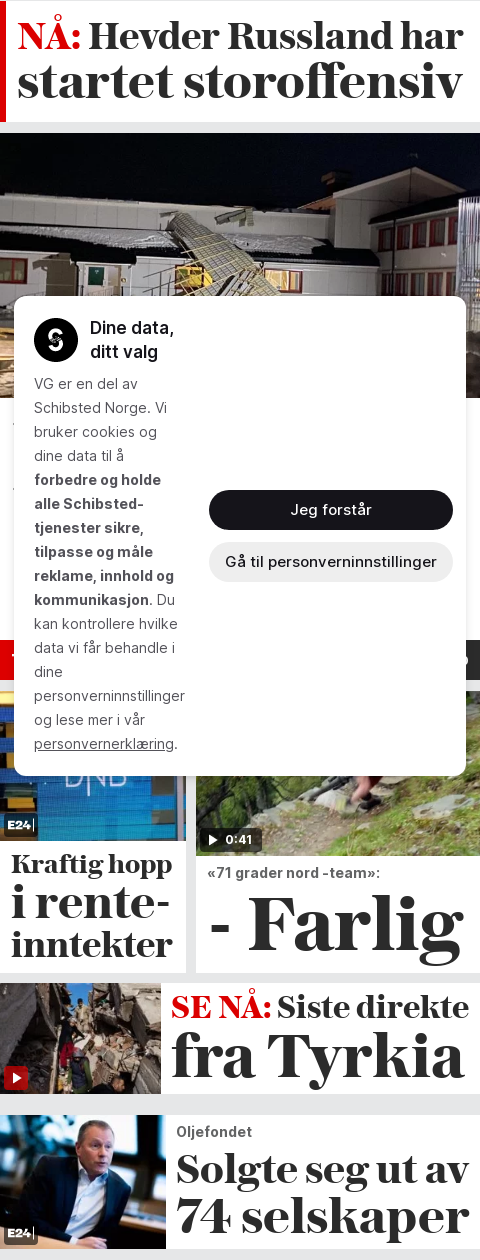 NÅ: Hevder Russland har
startet storoffensiv
Dine data,
ditt valg
VG er en del av
Schibsted Norge. Vi
bruker cookies og
dine data til å
forbedre og holde
alle Schibsted-
tjenester sikre,
tilpasse og måle
reklame, innhold og
kommunikasjon. Du
kan kontrollere hvilke
data vi får behandle i
dine
personverninnstillinger
og lese mer i vår
personvernerklæring.
Jeg forstår
Gå til personverninnstillinger
DNB
E24
Kraftig hopp
i rente-
inntekter
0:41
«71 grader nord -team»:
- Farlig
SE NÅ: Siste direkte
fra Tyrkia
E24
Oljefondet
Solgte seg ut av
74 selskaper